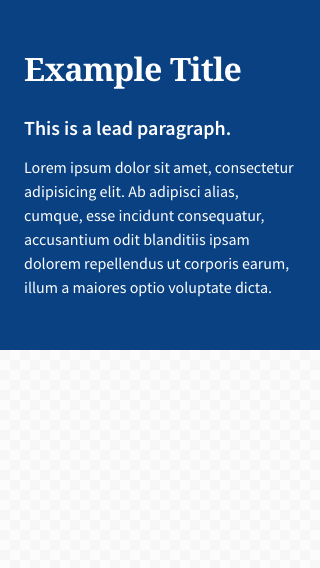 Example Title
This is a lead paragraph.
Lorem ipsum dolor sit amet, consectetur
adipisicing elit. Ab adipisci alias,
cumque, esse incidunt consequatur,
accusantium odit blanditiis ipsam
dolorem repellendus ut corporis earum,
illum a maiores optio voluptate dicta.